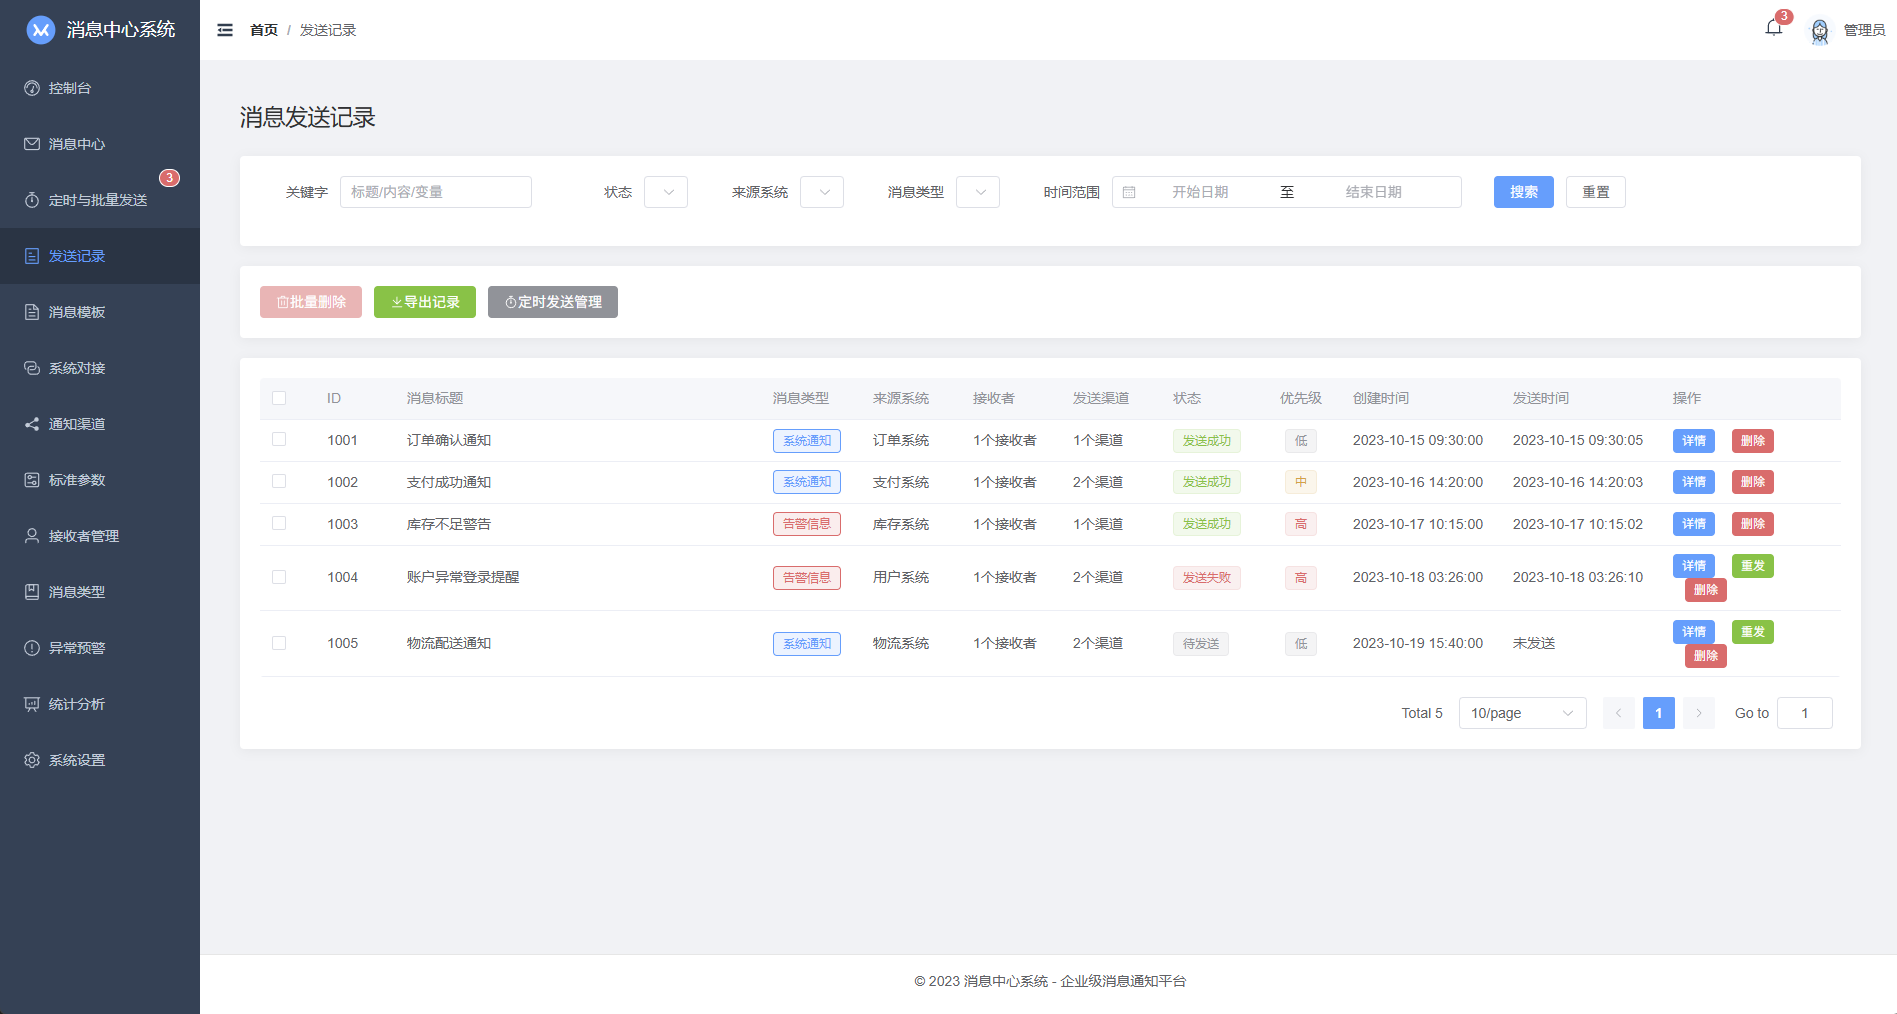 消息中心系统
首页 / 发送记录
3
管理员
控制台
消息中心
3
定时与批量发送
发送记录
消息模板
系统对接
通知渠道
标准参数
接收者管理
消息类型
异常预警
统计分析
系统设置
消息发送记录
关键字 标题/内容/变量 状态 来源系统 消息类型 时间范围 开始日期 至 结束日期 搜索 重置
批量删除 导出记录 定时发送管理
ID 消息标题 消息类型 来源系统 接收者 发送渠道 状态 优先级 创建时间 发送时间 操作
1001 订单确认通知 系统通知 订单系统 1个接收者 1个渠道 发送成功 低 2023-10-15 09:30:00 2023-10-15 09:30:05 详情 删除
1002 支付成功通知 系统通知 支付系统 1个接收者 2个渠道 发送成功 中 2023-10-16 14:20:00 2023-10-16 14:20:03 详情 删除
1003 库存不足警告 告警信息 库存系统 1个接收者 1个渠道 发送成功 高 2023-10-17 10:15:00 2023-10-17 10:15:02 详情 删除
1004 账户异常登录提醒 告警信息 用户系统 1个接收者 2个渠道 发送失败 高 2023-10-18 03:26:00 2023-10-18 03:26:10 详情 重发
删除
1005 物流配送通知 系统通知 物流系统 1个接收者 2个渠道 待发送 低 2023-10-19 15:40:00 未发送 详情 重发
删除
Total 5 10/page 1 Go to 1
© 2023 消息中心系统 - 企业级消息通知平台